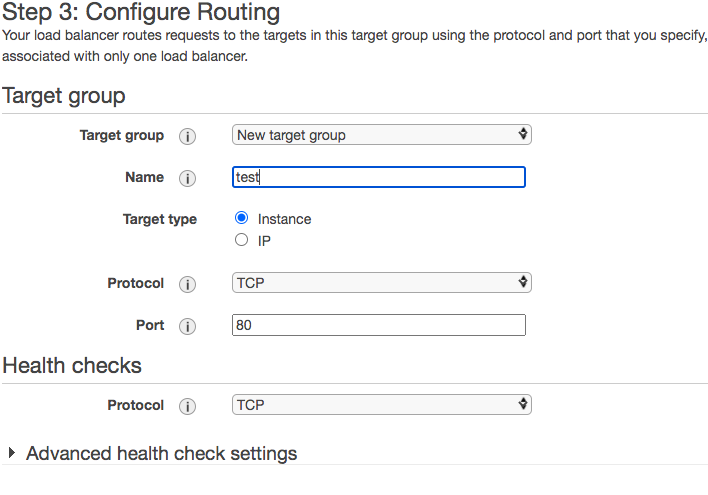 Step 3: Configure Routing
Your load balancer routes requests to the targets in this target group using the protocol and port that you specify,
associated with only one load balancer.
Target group
Target group i New target group
Name i test
Target type Instance
IP
Protocol i TCP
Port i 80
Health checks
Protocol i TCP
Advanced health check settings